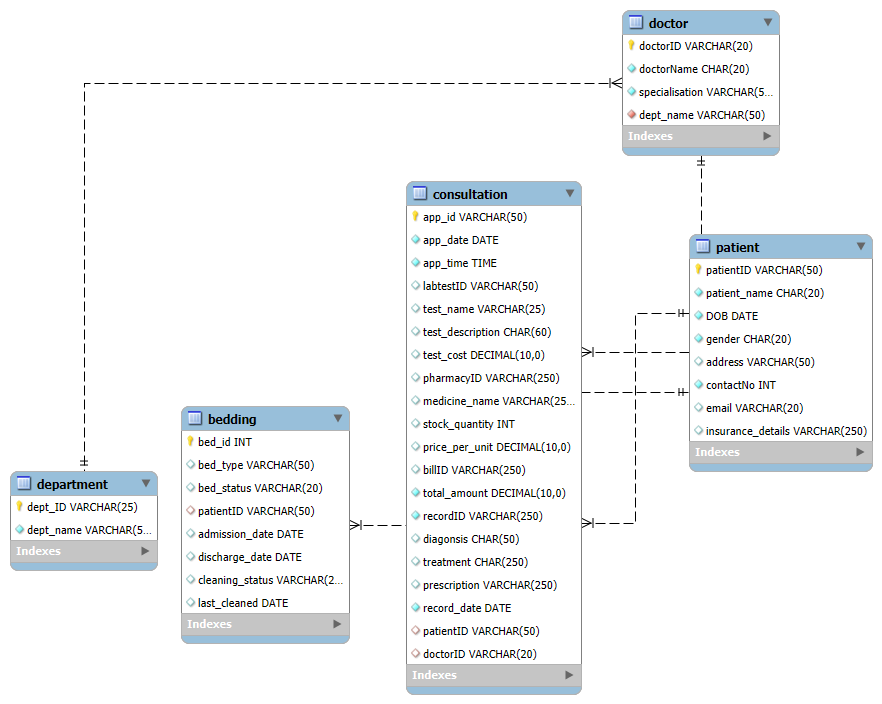 doctor
doctorID VARCHAR(20)
doctorName CHAR(20)
specialisation VARCHAR(5...
dept_name VARCHAR(50)
Indexes
consultation
app_id VARCHAR(50)
app_date DATE
app_time TIME
labtestID VARCHAR(50)
test_name VARCHAR(25)
test_description CHAR(60)
test_cost DECIMAL(10,0)
pharmacyID VARCHAR(250)
medicine_name VARCHAR(25...
stock_quantity INT
price_per_unit DECIMAL(10,0)
billID VARCHAR(250)
total_amount DECIMAL(10,0)
recordID VARCHAR(250)
diagonsis CHAR(50)
treatment CHAR(250)
prescription VARCHAR(250)
record_date DATE
patientID VARCHAR(50)
doctorID VARCHAR(20)
Indexes
patient
patientID VARCHAR(50)
patient_name CHAR(20)
DOB DATE
gender CHAR(20)
address VARCHAR(50)
contactNo INT
email VARCHAR(20)
insurance_details VARCHAR(250)
Indexes
bedding
bed_id INT
bed_type VARCHAR(50)
bed_status VARCHAR(20)
patientID VARCHAR(50)
admission_date DATE
discharge_date DATE
cleaning_status VARCHAR(2...
last_cleaned DATE
Indexes
department
dept_ID VARCHAR(25)
dept_name VARCHAR(5...
Indexes